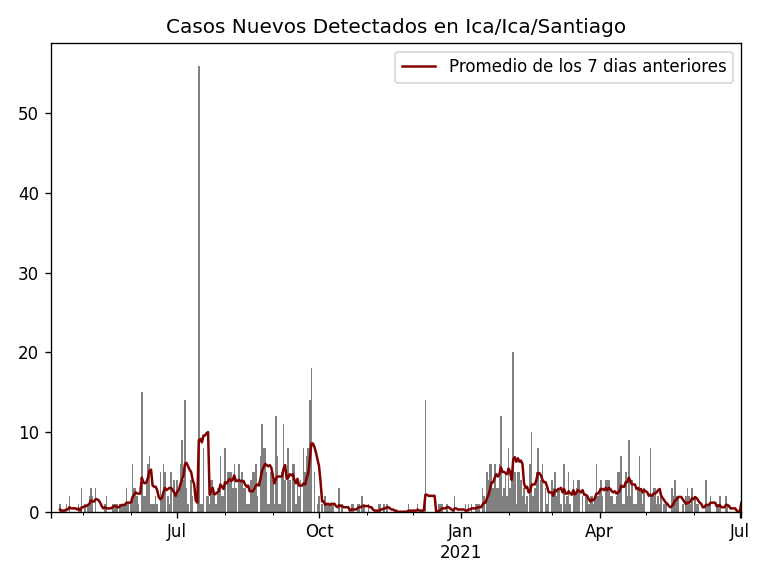 Casos Nuevos Detectados en Ica/Ica/Santiago
Promedio de los 7 dias anteriores
50
40
30
20
10
0
Jul
Oct
Jan
2021
Apr
Jul